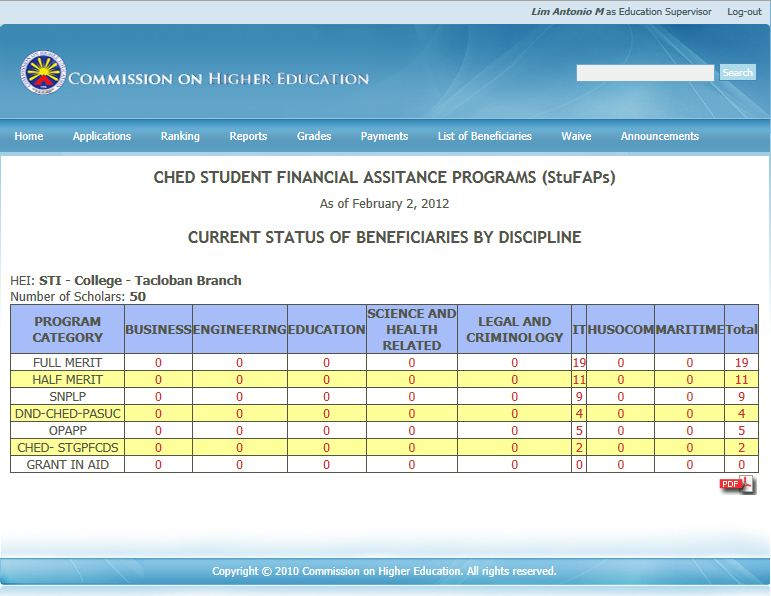 Lim Antonio M as Education Supervisor Log-out
COMMISSION ON HIGHER EDUCATION
Search
Home Applications Ranking Reports Grades Payments List of Beneficiaries Waive Announcements
CHED STUDENT FINANCIAL ASSITANCE PROGRAMS (StuFAPs)
As of February 2, 2012
CURRENT STATUS OF BENEFICIARIES BY DISCIPLINE
HEI: STI - College - Tacloban Branch
Number of Scholars: 50
PROGRAM CATEGORY BUSINESS ENGINEERING EDUCATION SCIENCE AND HEALTH RELATED LEGAL AND CRIMINOLOGY IT HUSOCOM MARITIME Total
FULL MERIT 0 0 0 0 0 19 0 0 19
HALF MERIT 0 0 0 0 0 11 0 0 11
SNPLP 0 0 0 0 0 9 0 0 9
DND-CHED-PASUC 0 0 0 0 0 4 0 0 4
OPAPP 0 0 0 0 0 5 0 0 5
CHED- STGPFCDS 0 0 0 0 0 2 0 0 2
GRANT IN AID 0 0 0 0 0 0 0 0 0
PDF
Copyright © 2010 Commission on Higher Education. All rights reserved.